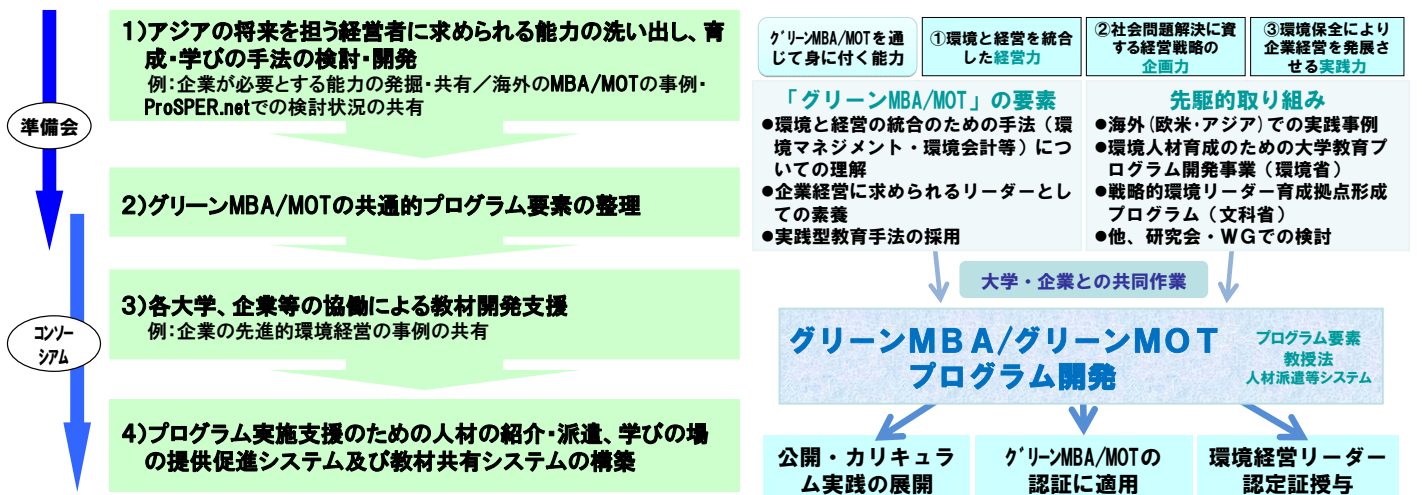 準備会
コンソー
シアム
1)アジアの将来を担う経営者に求められる能力の洗い出し、育
成・学びの手法の検討・開発
例:企業が必要とする能力の発掘・共有／海外のMBA/MOTの事例・
ProSPER.netでの検討状況の共有
2)グリーンMBA/MOTの共通的プログラム要素の整理
3)各大学、企業等の協働による教材開発支援
例:企業の先進的環境経営の事例の共有
4)プログラム実施支援のための人材の紹介・派遣、学びの場
の提供促進システム及び教材共有システムの構築
グリーンMBA/MOTを通
じて身に付く能力
①環境と経営を統合
した経営力
②社会問題解決に資
する経営戦略の
企画力
③環境保全により
企業経営を発展さ
せる実践力
「グリーンMBA/MOT」の要素
●環境と経営の統合のための手法（環
境マネジメント・環境会計等）につ
いての理解
●企業経営に求められるリーダーとし
ての素養
●実践型教育手法の採用
先駆的取り組み
●海外(欧米・アジア)での実践事例
●環境人材育成のための大学教育プ
ログラム開発事業（環境省）
●戦略的環境リーダー育成拠点形成
プログラム（文科省）
●他、研究会・ＷＧでの検討
大学・企業との共同作業
グリーンＭＢＡ/グリーンＭＯＴ
プログラム開発
プログラム要素
教授法
人材派遣等システム
公開・カリキュラ
ム実践の展開
グリーンMBA/MOTの
認証に適用
環境経営リーダー
認定証授与